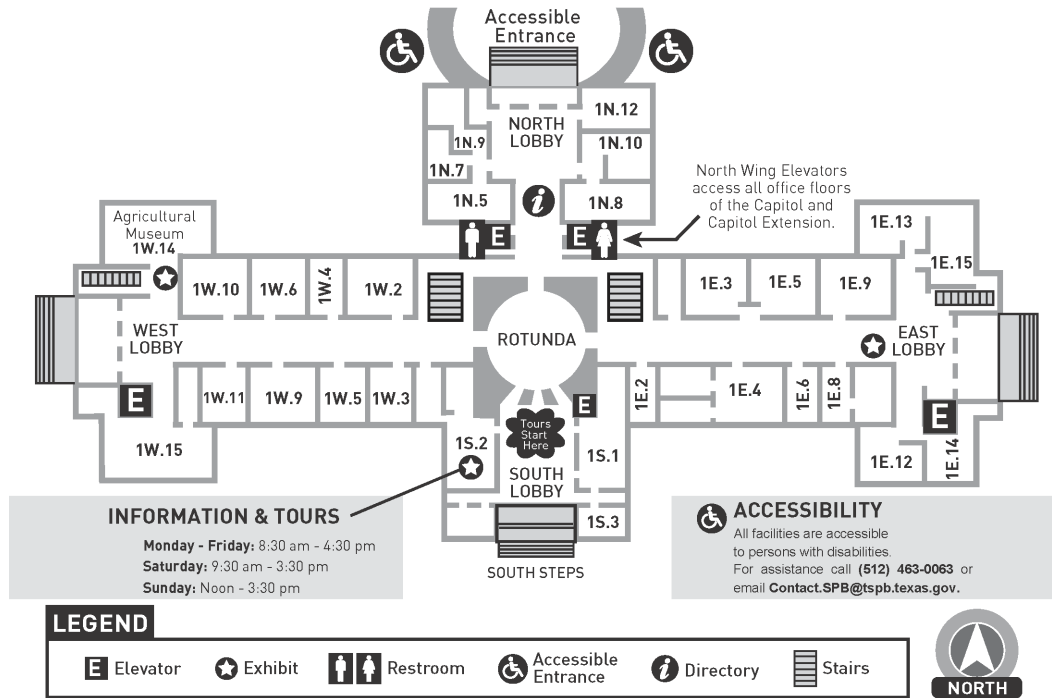 Accessible
Entrance
1N.12
NORTH
LOBBY
1N.9
1N.10
1N.7
1N.5
i
1N.8
North Wing Elevators
access all office floors
of the Capitol and
Capitol Extension.
E
E
Agricultural
Museum
1W.14
1E.13
1E.15
1W.10
1W.6
1W.4
1W.2
1E.3
1E.5
1E.9
WEST
LOBBY
ROTUNDA
EAST
LOBBY
E
1W.11
1W.9
1W.5
1W.3
E
1E.2
1E.4
1E.6
1E.8
E
Tours
Start
Here
1W.15
1S.2
1S.1
1E.12
1E.14
SOUTH
LOBBY
1S.3
SOUTH STEPS
INFORMATION & TOURS
Monday - Friday: 8:30 am - 4:30 pm
Saturday: 9:30 am - 3:30 pm
Sunday: Noon - 3:30 pm
ACCESSIBILITY
All facilities are accessible
to persons with disabilities.
For assistance call (512) 463-0063 or
email Contact.SPB@tspb.texas.gov.
LEGEND
E Elevator
Exhibit
Restroom
Accessible
Entrance
i Directory
Stairs
NORTH